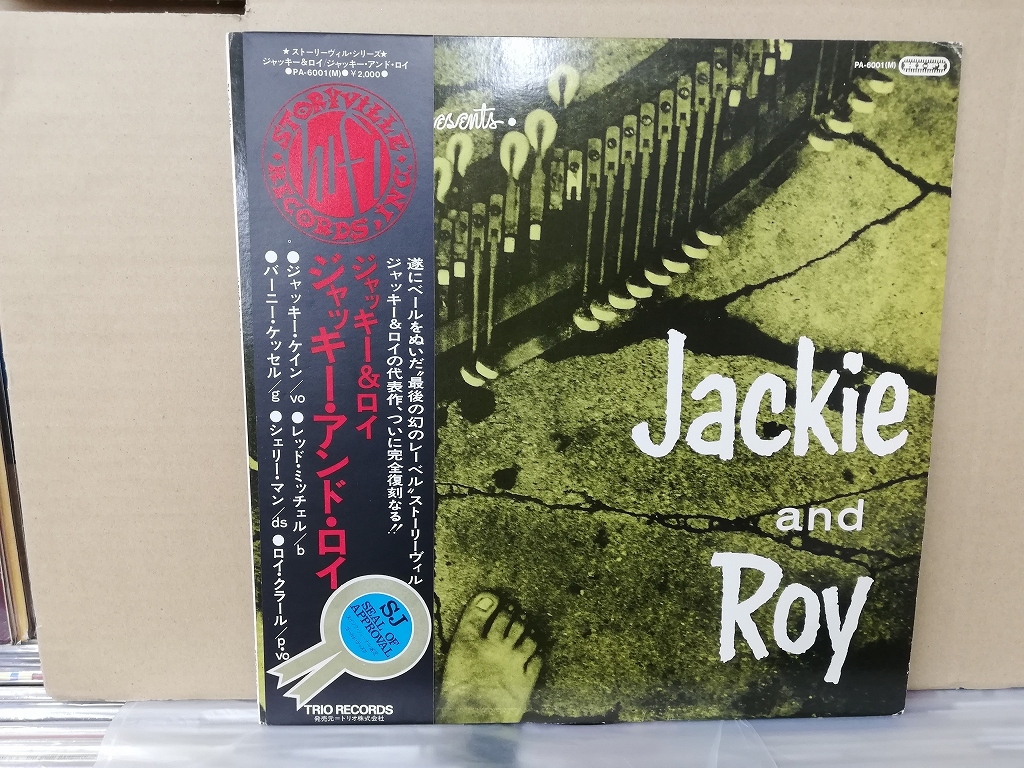 ★ストーリーヴィル・シリーズ★
ジャッキー&ロイ/ジャッキー・アンド・ロイ
●PA-6001(M)●¥2,000●
STORYVILLE
RECORDS, INC.
遂にベールをぬいだ"最後の幻のレーベル"ストーリーヴィル
ジャッキー&ロイの代表作、ついに完全復刻なる!!
ジャッキー&ロイ
ジャッキー・アンド・ロイ
●ジャッキー・ケイン/vo ●レッド・ミッチェル/b ●ロイ・クラール/p.vo
●バーニー・ケッセル/g ●シェリー・マン/ds
SJ
SEAL OF
APPROVAL
TRIO RECORDS
発売元=トリオ株式会社
esents.
PA-6001(M)
Jackie
and
Roy